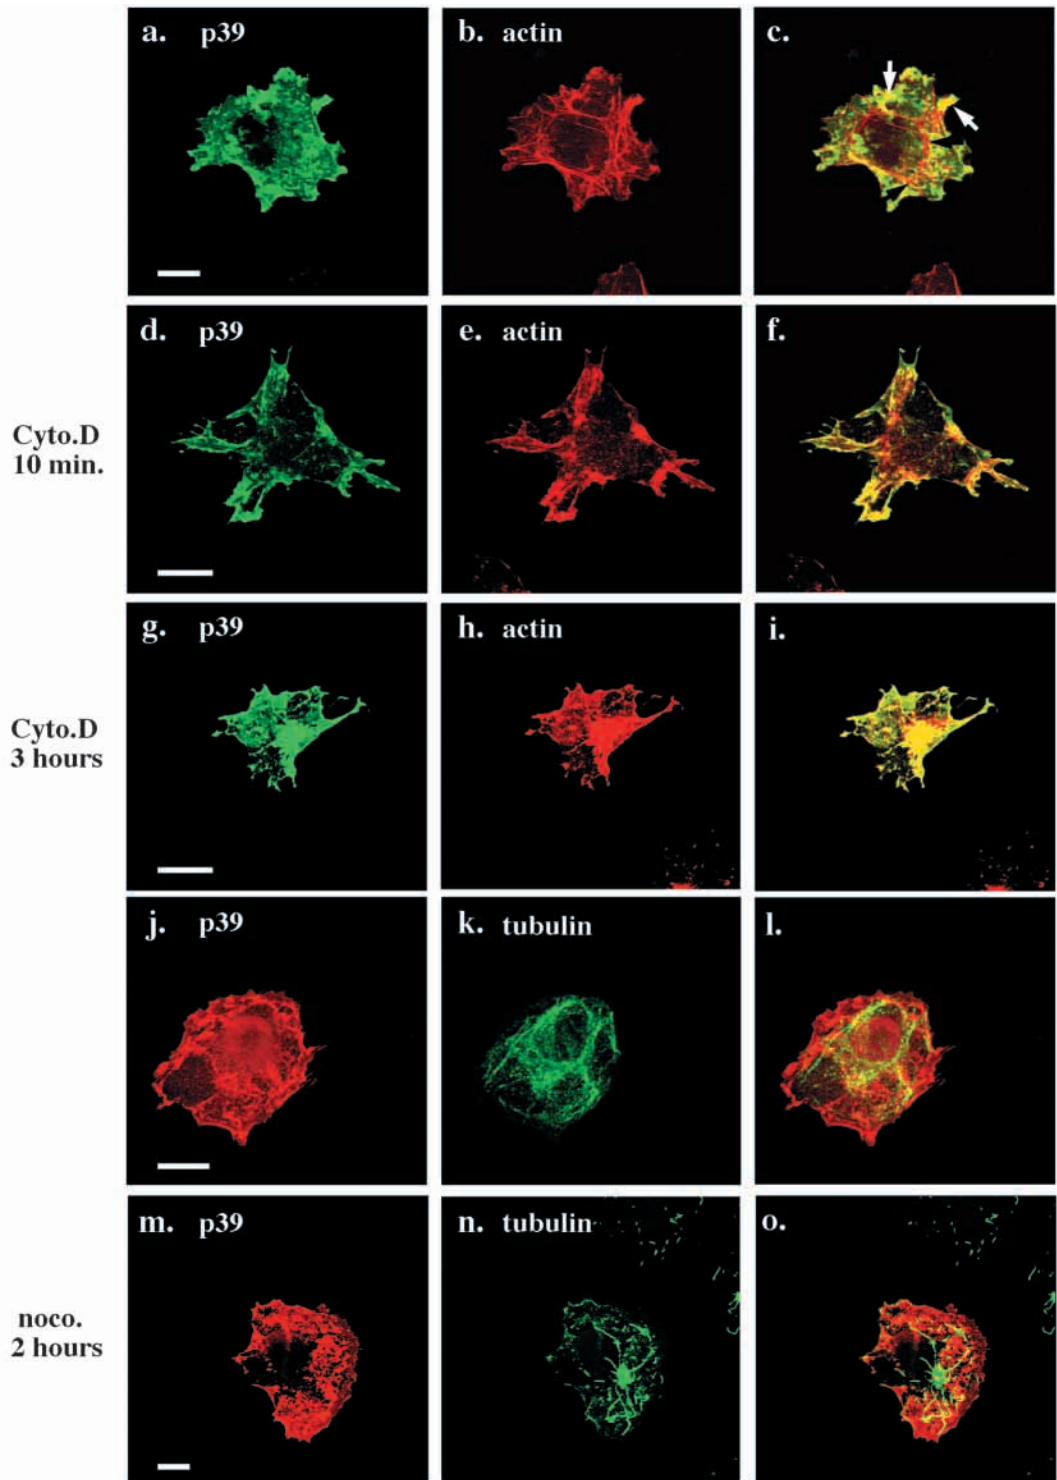 a. p39
b. actin
c.
Cyto.D
10 min.
d. p39
e. actin
f.
Cyto.D
3 hours
g. p39
h. actin
i.
j. p39
k. tubulin
l.
noco.
2 hours
m. p39
n. tubulin
o.